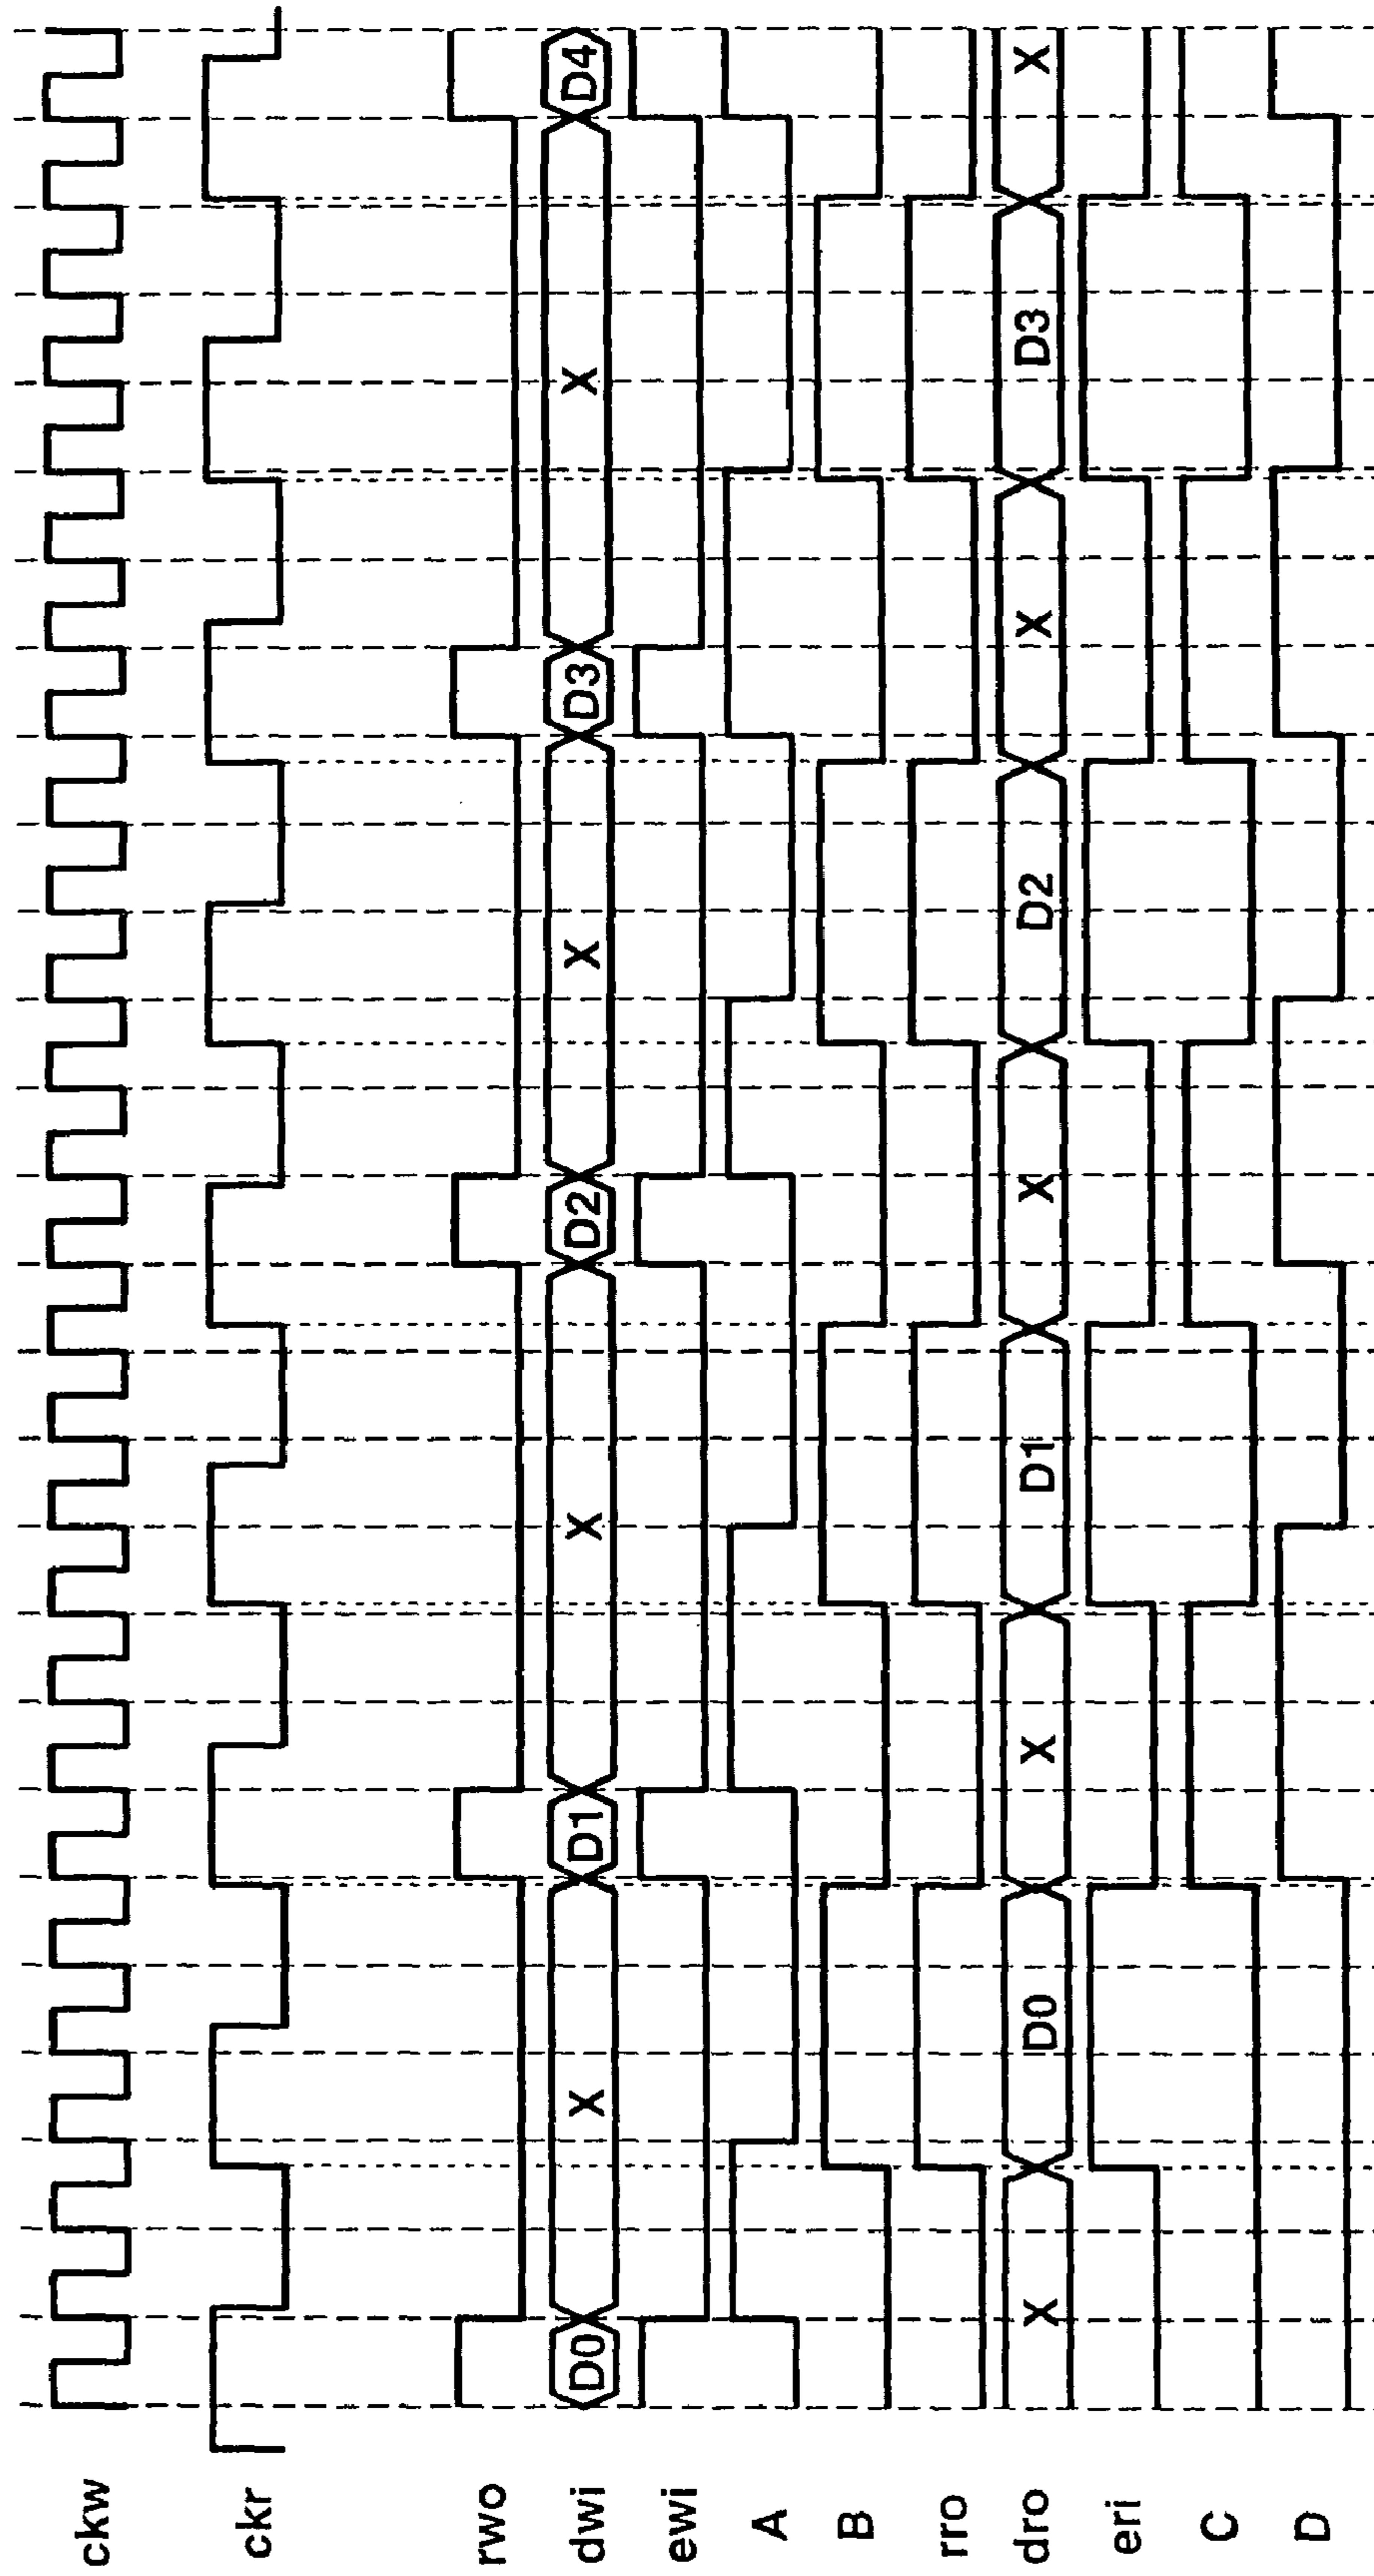 ckw
ckr
rwo
dwi D0 X D1 X D2 X D3 X D4
ewi
A
B
rro
dro X D0 X D1 X D2 X D3 X
eri
C
D